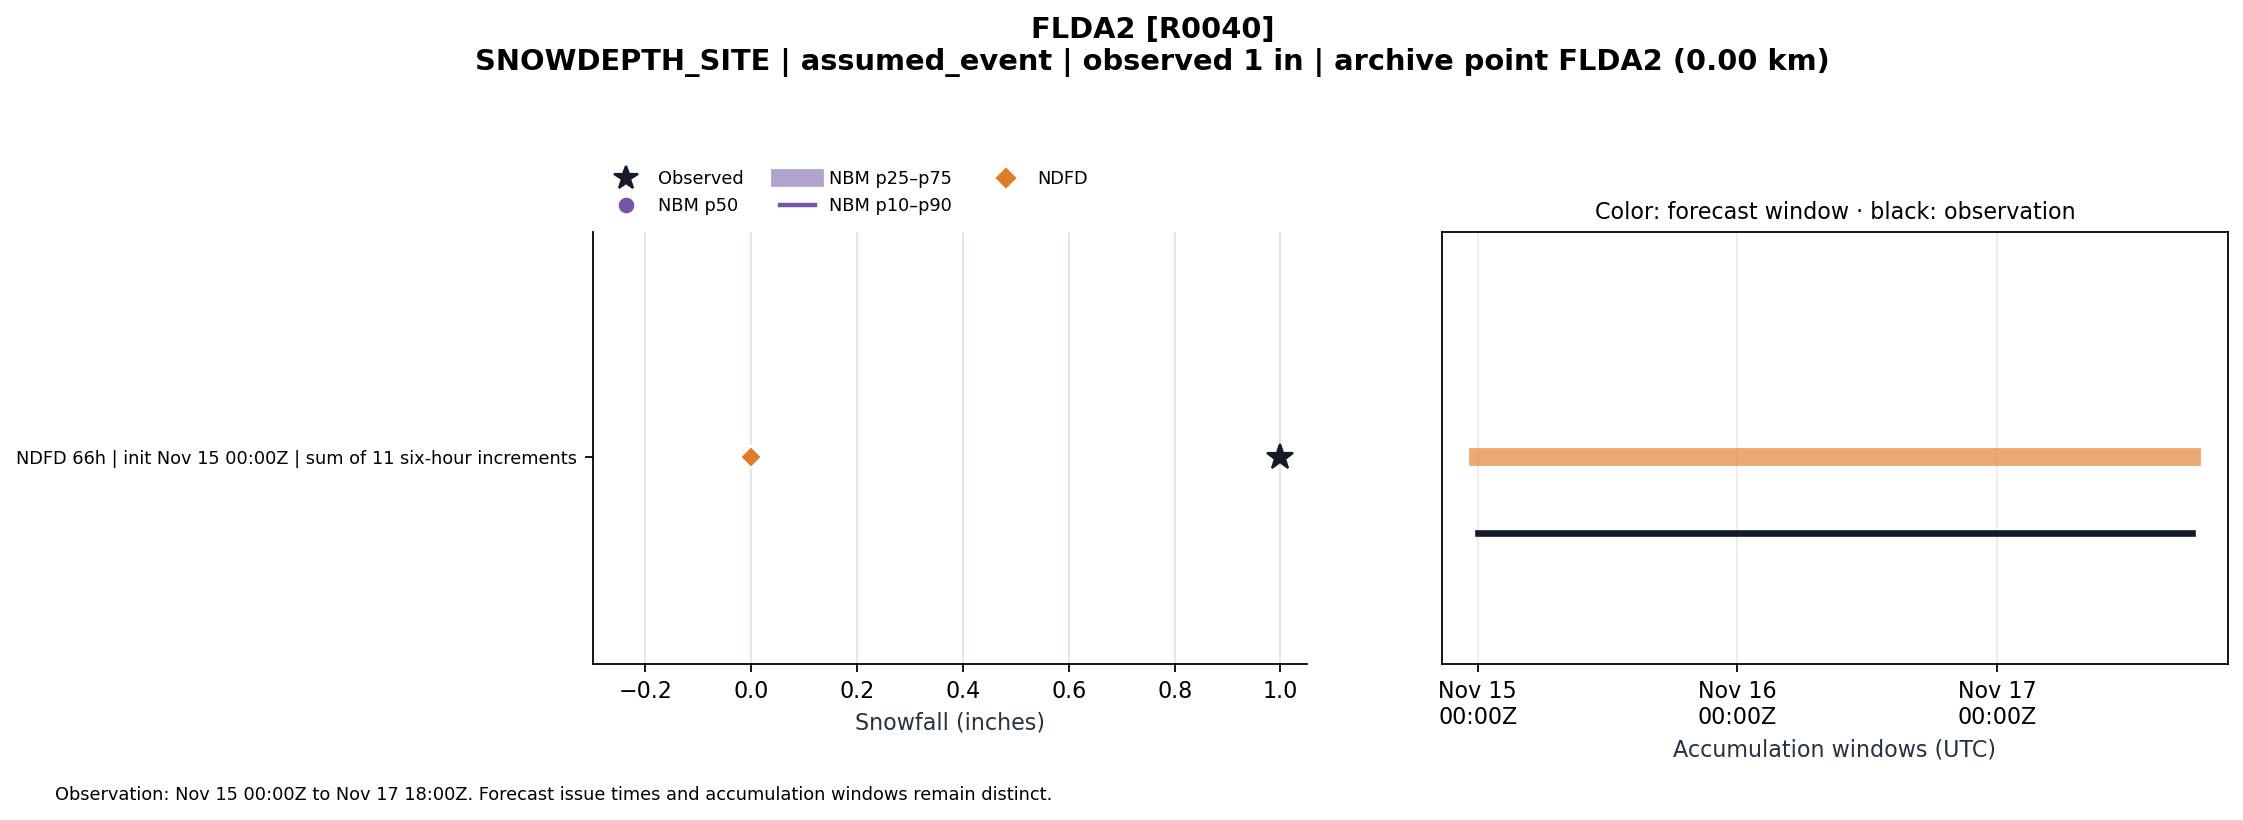 FLDA2 [R0040]
SNOWDEPTH_SITE | assumed_event | observed 1 in | archive point FLDA2 (0.00 km)
Observed
NBM p25–p75
NDFD
NBM p50
NBM p10–p90
Color: forecast window · black: observation
NDFD 66h | init Nov 15 00:00Z | sum of 11 six-hour increments
−0.2 0.0 0.2 0.4 0.6 0.8 1.0
Snowfall (inches)
Nov 15 Nov 16 Nov 17
00:00Z 00:00Z 00:00Z
Accumulation windows (UTC)
Observation: Nov 15 00:00Z to Nov 17 18:00Z. Forecast issue times and accumulation windows remain distinct.